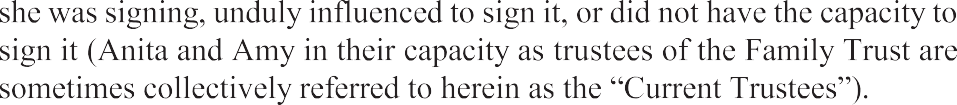 she was signing, unduly influenced to sign it, or did not have the capacity to
sign it (Anita and Amy in their capacity as trustees of the Family Trust are
sometimes collectively referred to herein as the “Current Trustees”).